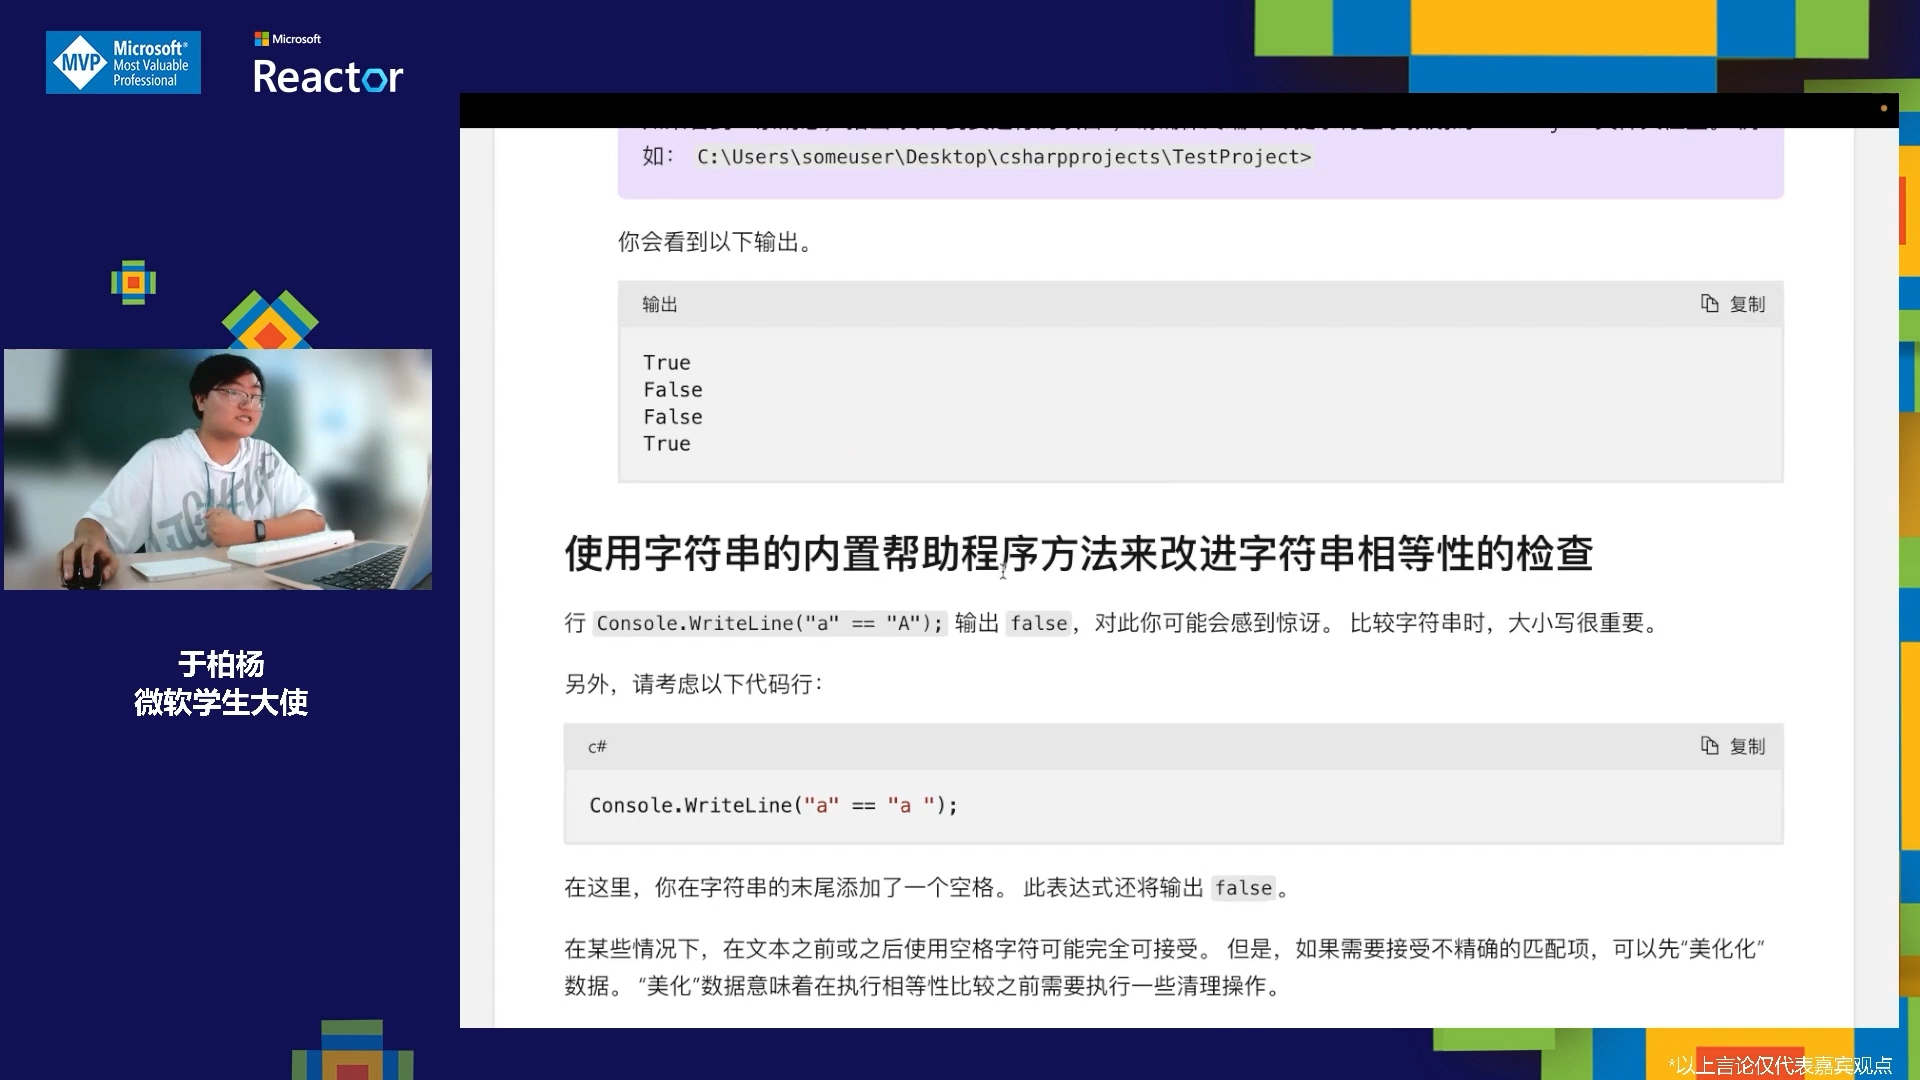 MVP
Microsoft®
Most Valuable
Professional
Microsoft
Reactor
如： C:\Users\someuser\Desktop\csharpprojects\TestProject>
你会看到以下输出。
输出
复制
True
False
False
True
使用字符串的内置帮助程序方法来改进字符串相等性的检查
行 Console.WriteLine("a" == "A"); 输出 false，对此你可能会感到惊讶。 比较字符串时，大小写很重要。
另外，请考虑以下代码行：
c#
复制
Console.WriteLine("a" == "a ");
在这里，你在字符串的末尾添加了一个空格。 此表达式还将输出 false。
在某些情况下，在文本之前或之后使用空格字符可能完全可接受。 但是，如果需要接受不精确的匹配项，可以先“美化化”
数据。 “美化”数据意味着在执行相等性比较之前需要执行一些清理操作。
于柏杨
微软学生大使
*以上言论仅代表嘉宾观点